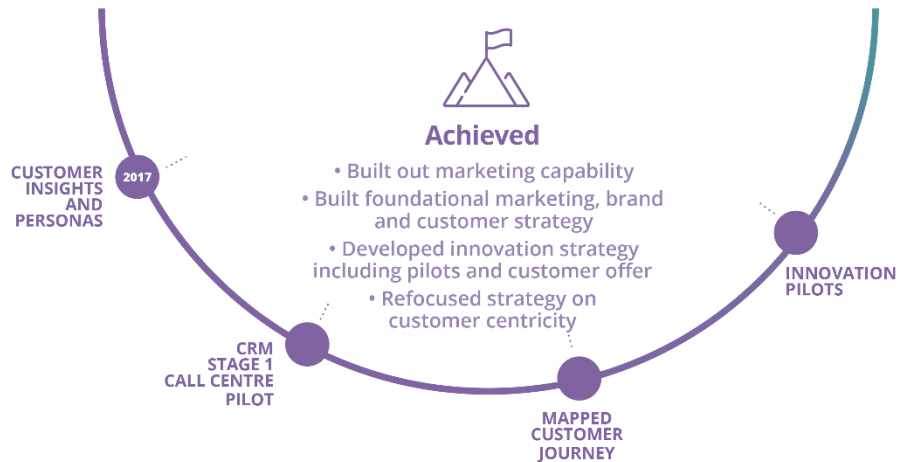 Achieved
• Built out marketing capability
• Built foundational marketing, brand
and customer strategy
• Developed innovation strategy
including pilots and customer offer
• Refocused strategy on
customer centricity
2017
CUSTOMER
INSIGHTS
AND
PERSONAS
CRM
STAGE 1
CALL CENTRE
PILOT
MAPPED
CUSTOMER
JOURNEY
INNOVATION
PILOTS